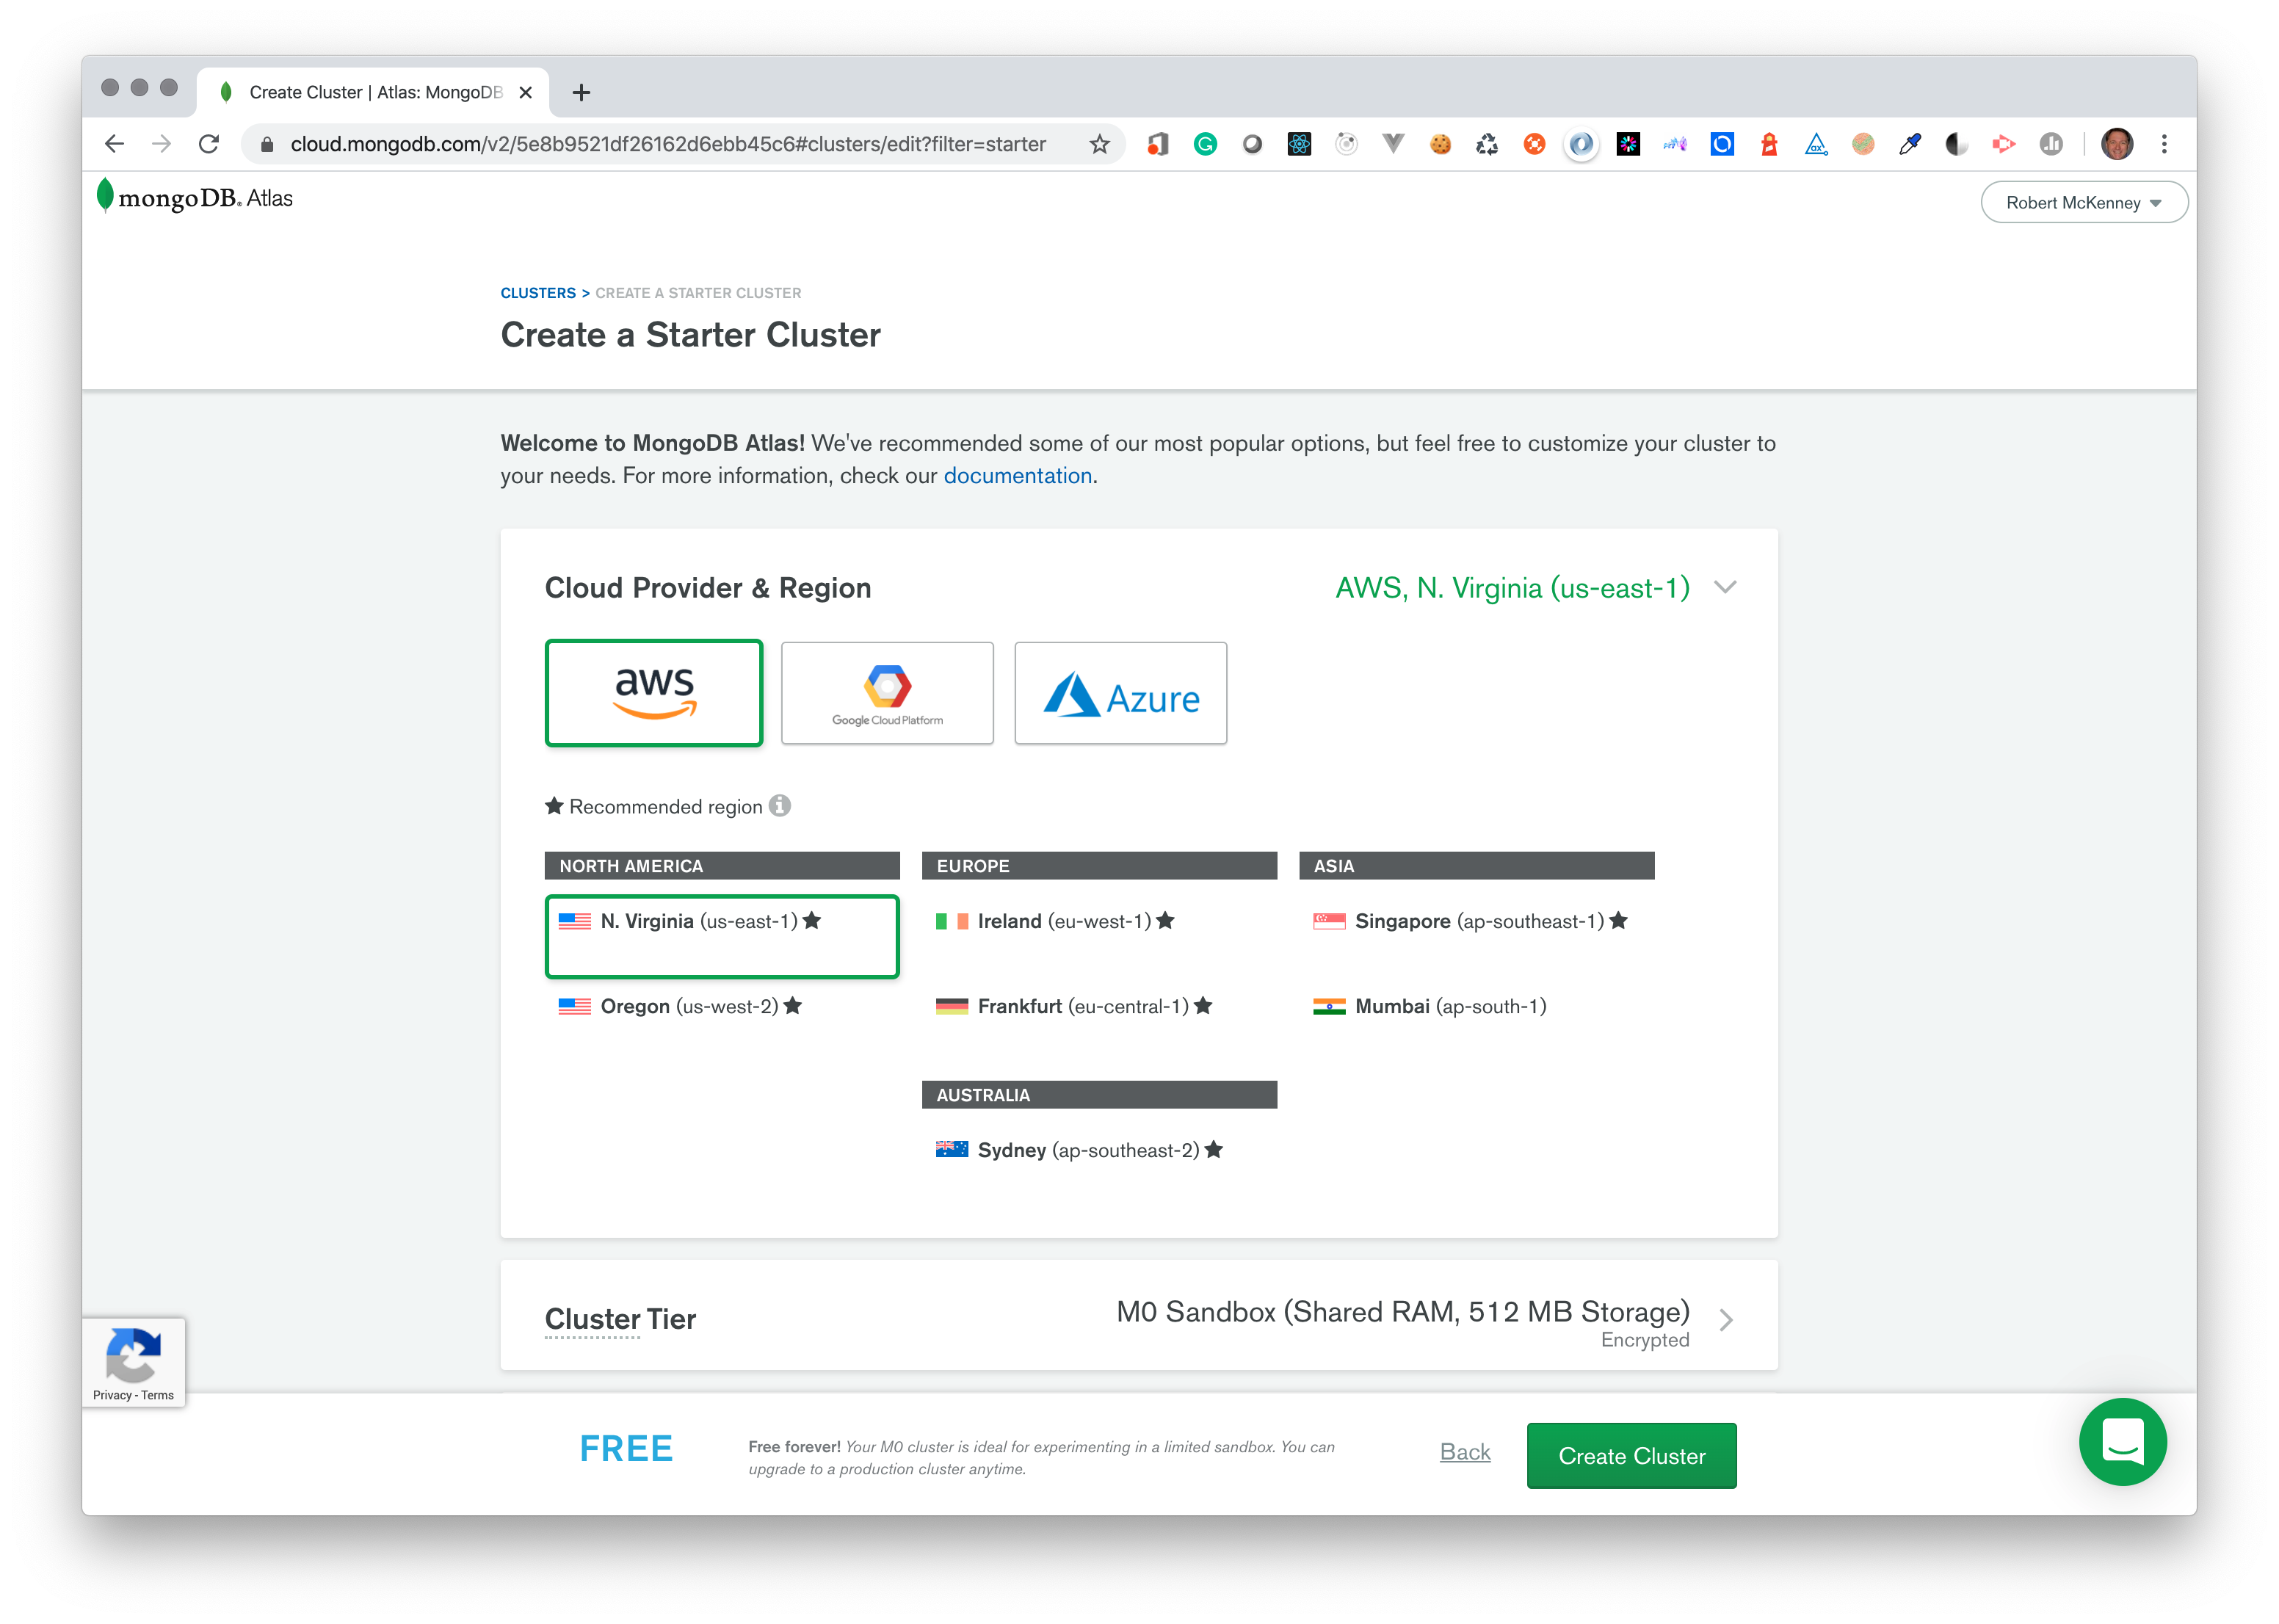 Create Cluster | Atlas: MongoDB
cloud.mongodb.com/v2/5e8b9521df26162d6ebb45c6#clusters/edit?filter=starter
mongoDB. Atlas
Robert McKenney
CLUSTERS > CREATE A STARTER CLUSTER
Create a Starter Cluster
Welcome to MongoDB Atlas! We've recommended some of our most popular options, but feel free to customize your cluster to
your needs. For more information, check our documentation.
Cloud Provider & Region
AWS, N. Virginia (us-east-1)
aws
Google Cloud Platform
Azure
Recommended region
NORTH AMERICA
N. Virginia (us-east-1)
Oregon (us-west-2)
EUROPE
Ireland (eu-west-1)
Frankfurt (eu-central-1)
AUSTRALIA
Sydney (ap-southeast-2)
ASIA
Singapore (ap-southeast-1)
Mumbai (ap-south-1)
Cluster Tier
M0 Sandbox (Shared RAM, 512 MB Storage)
Encrypted
Privacy - Terms
FREE
Free forever! Your M0 cluster is ideal for experimenting in a limited sandbox. You can
upgrade to a production cluster anytime.
Back
Create Cluster